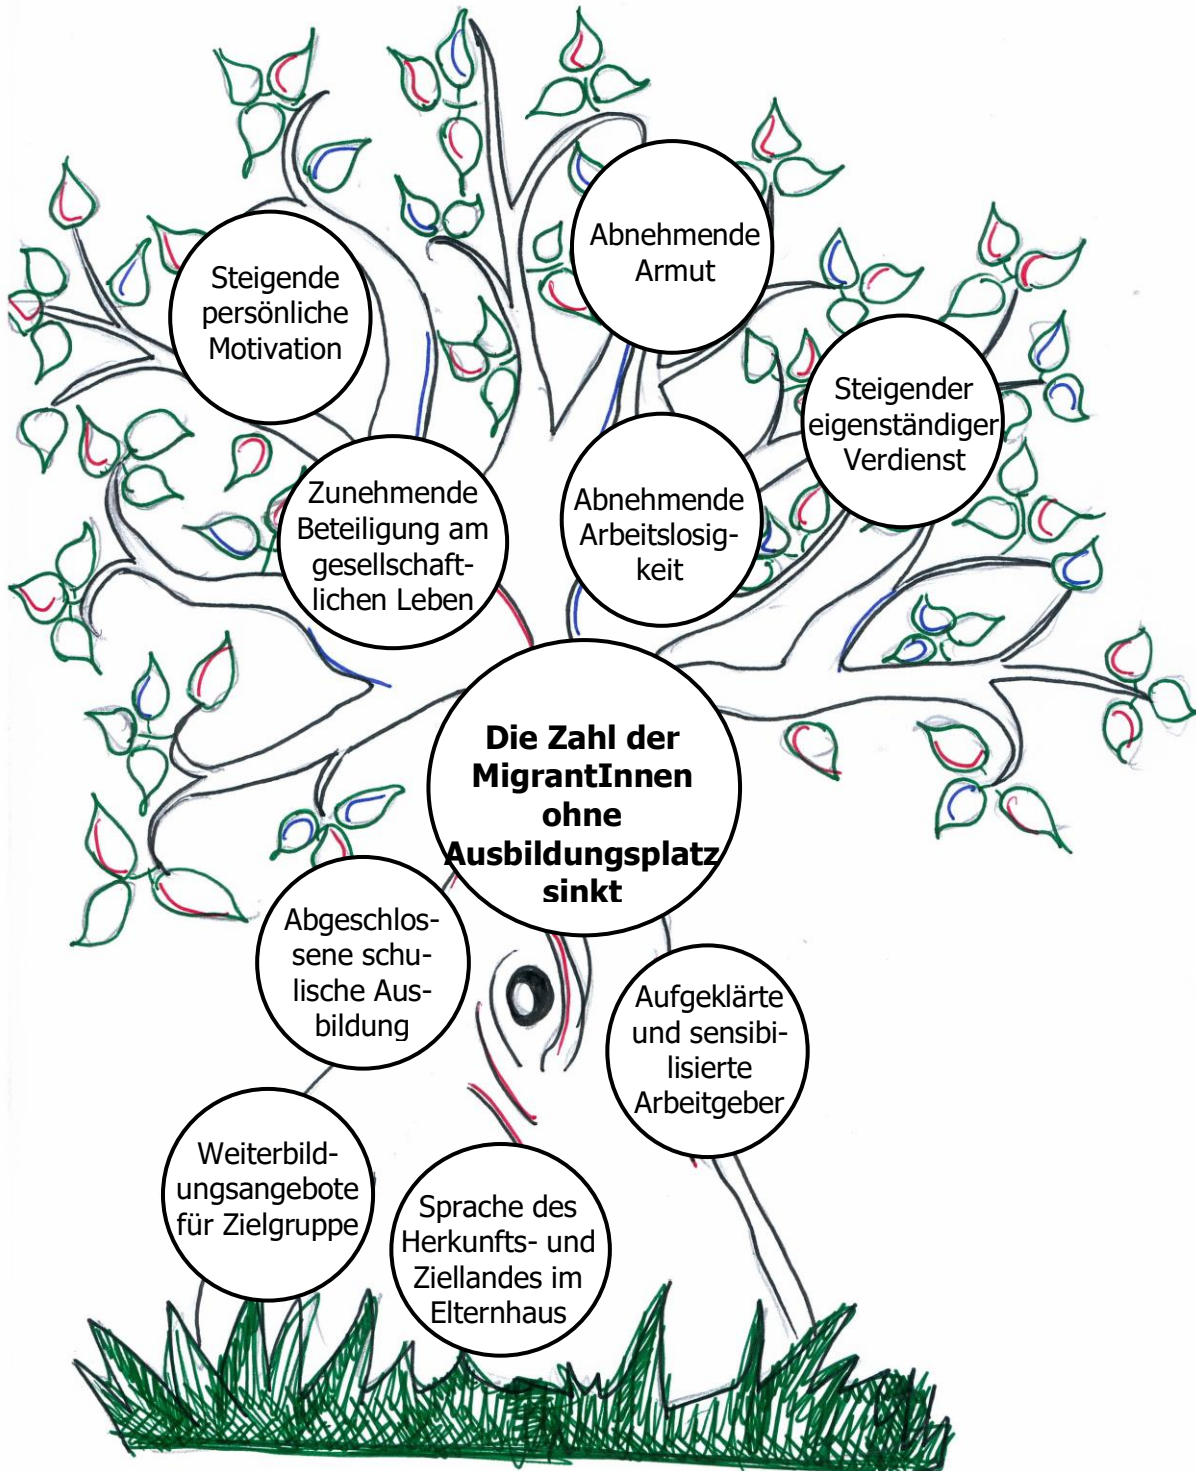 Abnehmende
Armut
Steigende
persönliche
Motivation
Steigender
eigenständiger
Verdienst
Zunehmende
Beteiligung am
gesellschaft-
lichen Leben
Abnehmende
Arbeitslosig-
keit
Die Zahl der
MigrantInnen
ohne
Ausbildungsplatz
sinkt
Abgeschlos-
sene schu-
lische Aus-
bildung
Aufgeklärte
und sensibi-
lisierte
Arbeitgeber
Weiterbild-
ungsangebote
für Zielgruppe
Sprache des
Herkunfts- und
Ziellandes im
Elternhaus